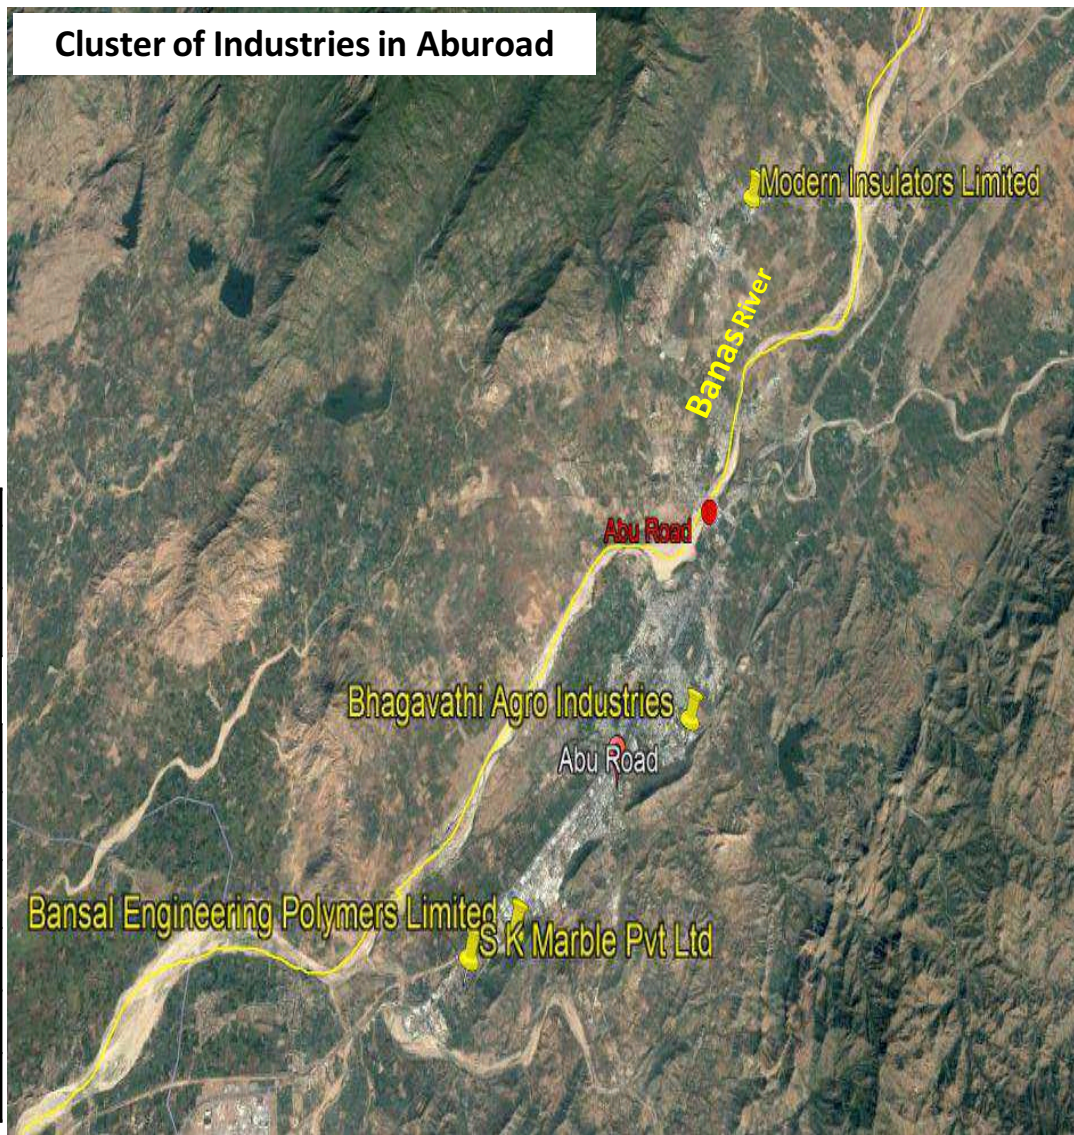 Cluster of Industries in Aburoad
Modern Insulators Limited
Banas River
Abu Road
Bhagavathi Agro Industries
Abu Road
Bansal Engineering Polymers Limited
S K Marble Pvt Ltd